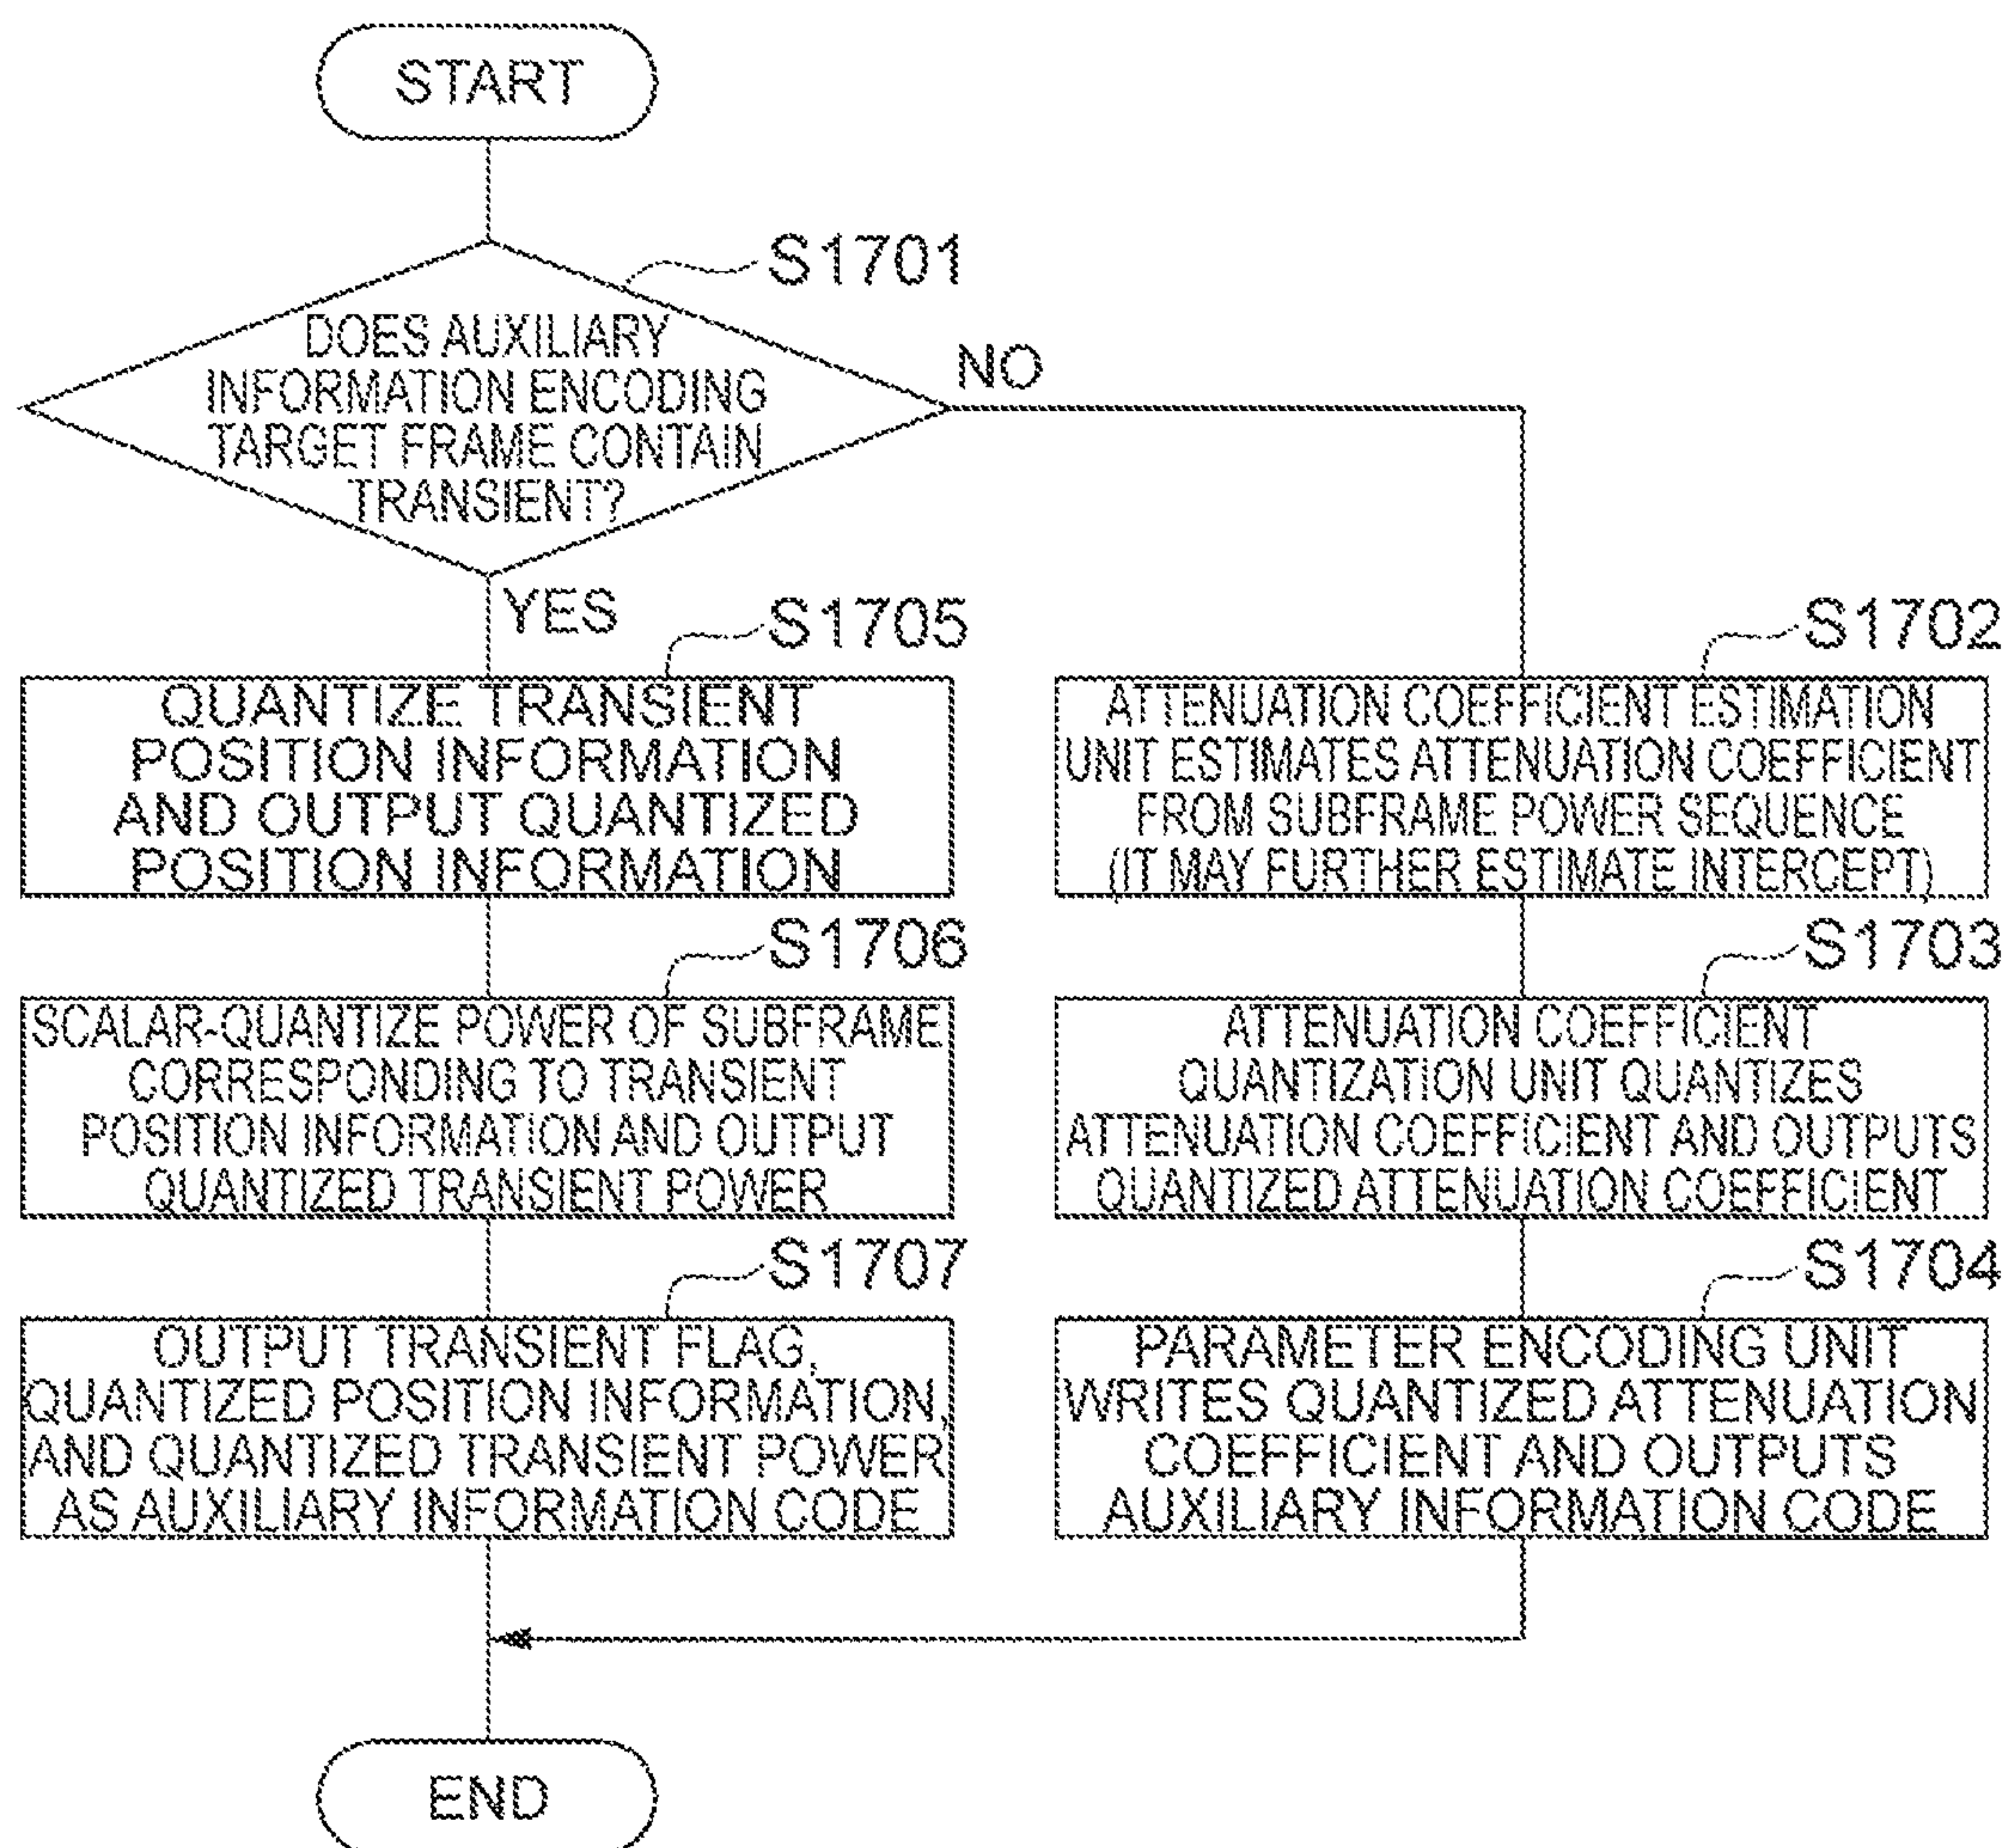 START
S1701
DOES AUXILIARY
INFORMATION ENCODING
TARGET FRAME CONTAIN
TRANSIENT?
NO
YES
S1705
QUANTIZE TRANSIENT
POSITION INFORMATION
AND OUTPUT QUANTIZED
POSITION INFORMATION
S1706
SCALAR-QUANTIZE POWER OF SUBFRAME
CORRESPONDING TO TRANSIENT
POSITION INFORMATION AND OUTPUT
QUANTIZED TRANSIENT POWER
S1707
OUTPUT TRANSIENT FLAG,
QUANTIZED POSITION INFORMATION,
AND QUANTIZED TRANSIENT POWER
AS AUXILIARY INFORMATION CODE
S1702
ATTENUATION COEFFICIENT ESTIMATION
UNIT ESTIMATES ATTENUATION COEFFICIENT
FROM SUBFRAME POWER SEQUENCE
(IT MAY FURTHER ESTIMATE INTERCEPT)
S1703
ATTENUATION COEFFICIENT
QUANTIZATION UNIT QUANTIZES
ATTENUATION COEFFICIENT AND OUTPUTS
QUANTIZED ATTENUATION COEFFICIENT
S1704
PARAMETER ENCODING UNIT
WRITES QUANTIZED ATTENUATION
COEFFICIENT AND OUTPUTS
AUXILIARY INFORMATION CODE
END